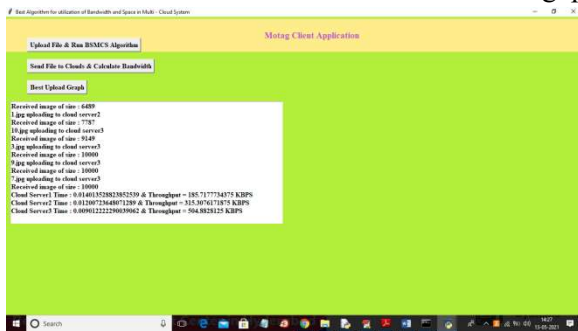 Best Algorithm for utilization of Bandwidth and Space in Multi - Cloud System
Motag Client Application
Upload File & Run BSMCS Algorithm
Send File to Clouds & Calculate Bandwidth
Best Upload Graph
Received image of size : 6489
1.jpg uploading to cloud server2
Received image of size : 7787
10.jpg uploading to cloud server3
Received image of size : 9149
3.jpg uploading to cloud server3
Received image of size : 10000
9.jpg uploading to cloud server3
Received image of size : 10000
7.jpg uploading to cloud server3
Received image of size : 10000
Cloud Server1 Time : 0.014013528823852539 & Throughput = 185.7177734375 KBPS
Cloud Server2 Time : 0.01200723648071289 & Throughput = 315.3076171875 KBPS
Cloud Server3 Time : 0.009012222290039062 & Throughput = 504.8828125 KBPS
Search
14:27
15-05-2021